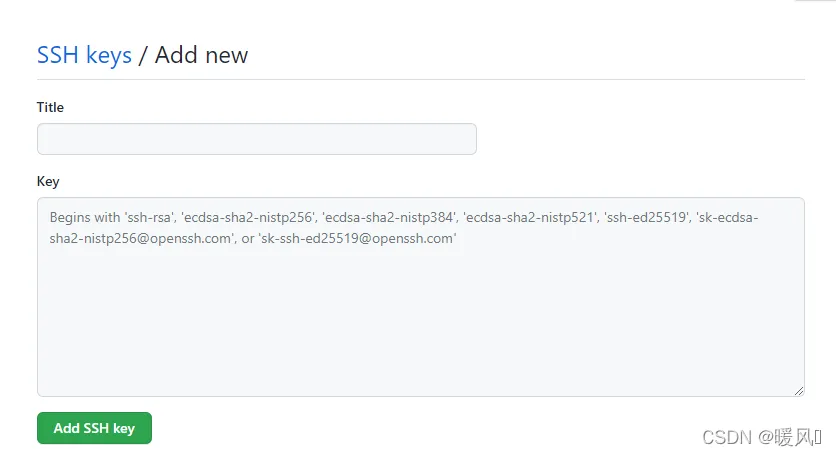 SSH keys / Add new
Title
Key
Begins with 'ssh-rsa', 'ecdsa-sha2-nistp256', 'ecdsa-sha2-nistp384', 'ecdsa-sha2-nistp521', 'ssh-ed25519', 'sk-ecdsa-
sha2-nistp256@openssh.com', or 'sk-ssh-ed25519@openssh.com'
Add SSH key
CSDN @暖风